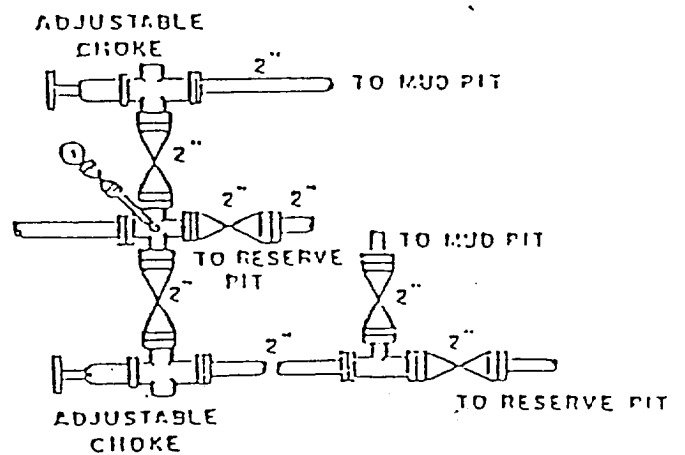 ADJUSTABLE
CHOKE
2"
TO MUD PIT
2"
2"
2"
TO MUD PIT
TO RESERVE
PIT
2"
2"
2"
2"
TO RESERVE PIT
ADJUSTABLE
CHOKE